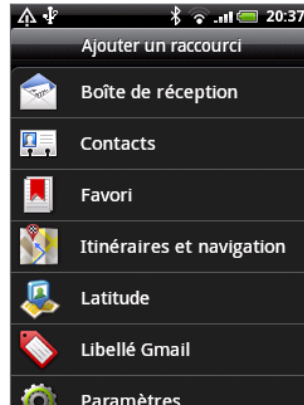 20:37
Ajouter un raccourci
Boîte de réception
Contacts
Favori
Itinéraires et navigation
Latitude
Libellé Gmail
Paramètres